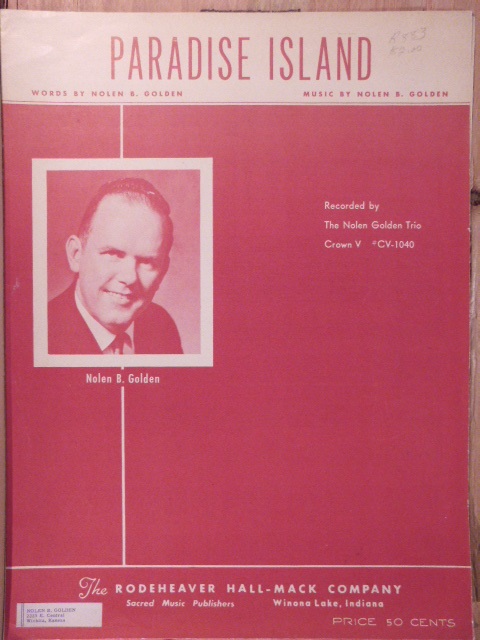 PARADISE ISLAND
WORDS BY NOLEN B. GOLDEN
MUSIC BY NOLEN B. GOLDEN
Recorded by
The Nolen Golden Trio
Crown V #CV-1040
Nolen B. Golden
The RODEHEAVER HALL-MACK COMPANY
Sacred Music Publishers Winona Lake, Indiana
NOLEN B. GOLDEN
Wichita, Kansas
PRICE 50 CENTS